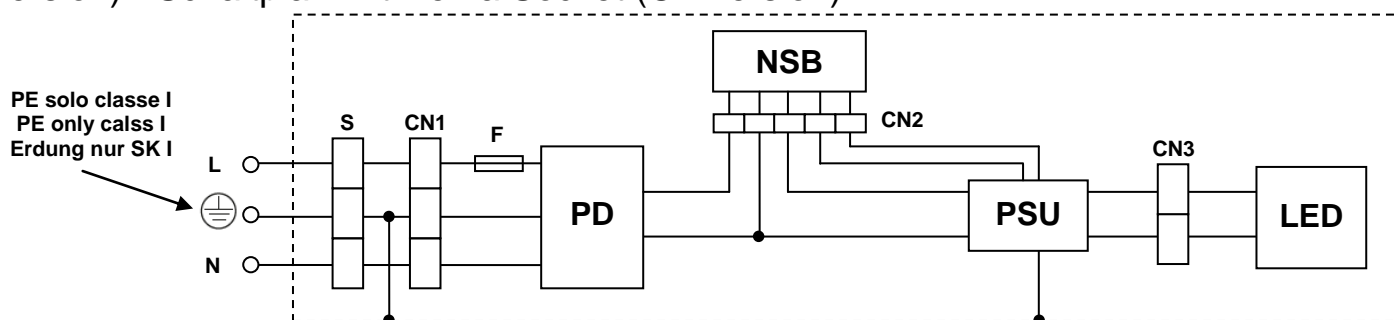 NSB
PE solo classe I
PE only calss I
Erdung nur SK I
S
CN1
F
CN2
CN3
L
PD
PSU
LED
N